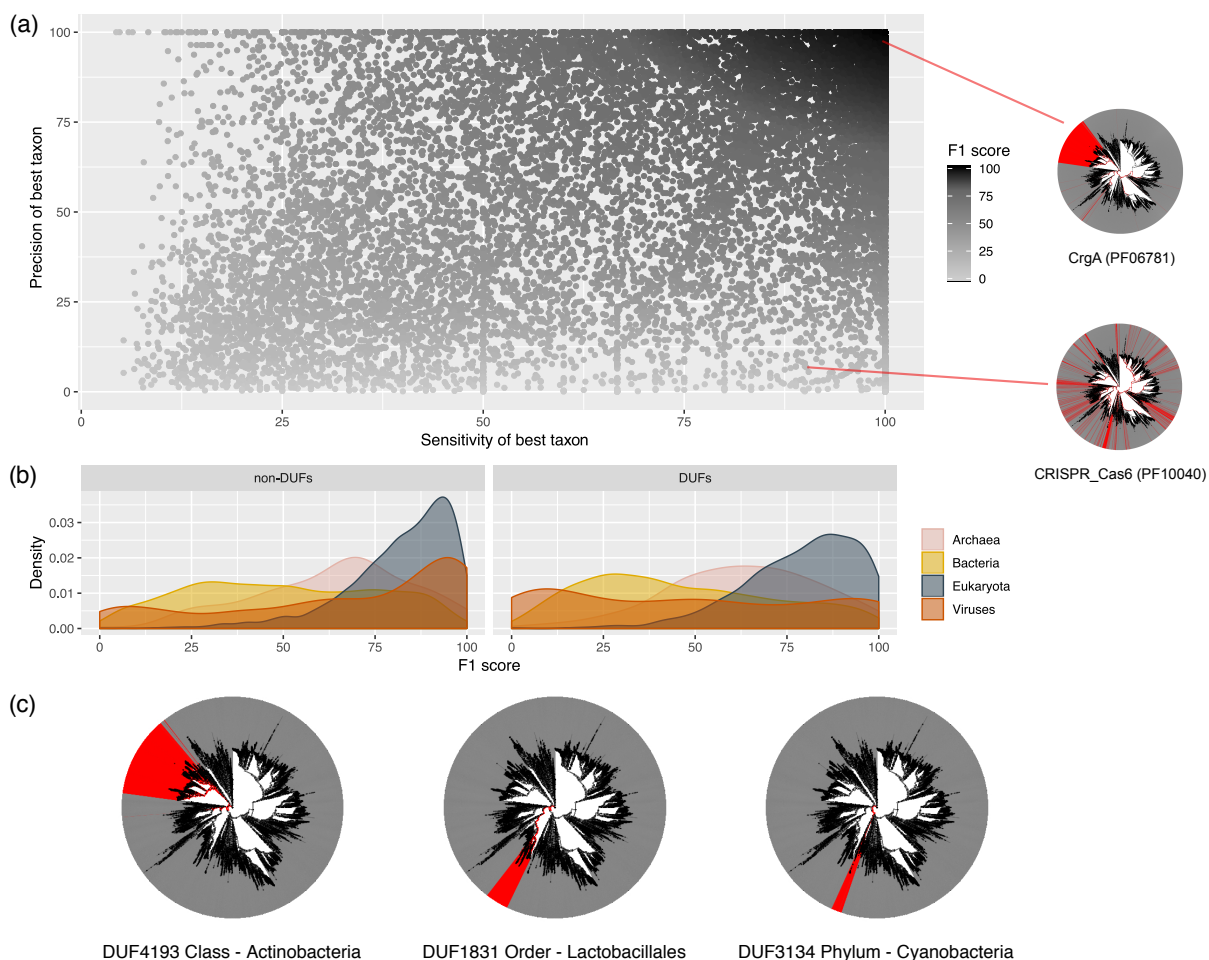 (a)
100
75
50
25
0
Precision of best taxon
0
25
50
75
100
Sensitivity of best taxon
F1 score
100
75
50
25
0
CrgA (PF06781)
CRISPR_Cas6 (PF10040)
(b)
non-DUFs
DUFs
0.03
0.02
0.01
0.00
Density
0
25
50
75
100
0
25
50
75
100
F1 score
Archaea
Bacteria
Eukaryota
Viruses
(c)
DUF4193 Class - Actinobacteria
DUF1831 Order - Lactobacillales
DUF3134 Phylum - Cyanobacteria